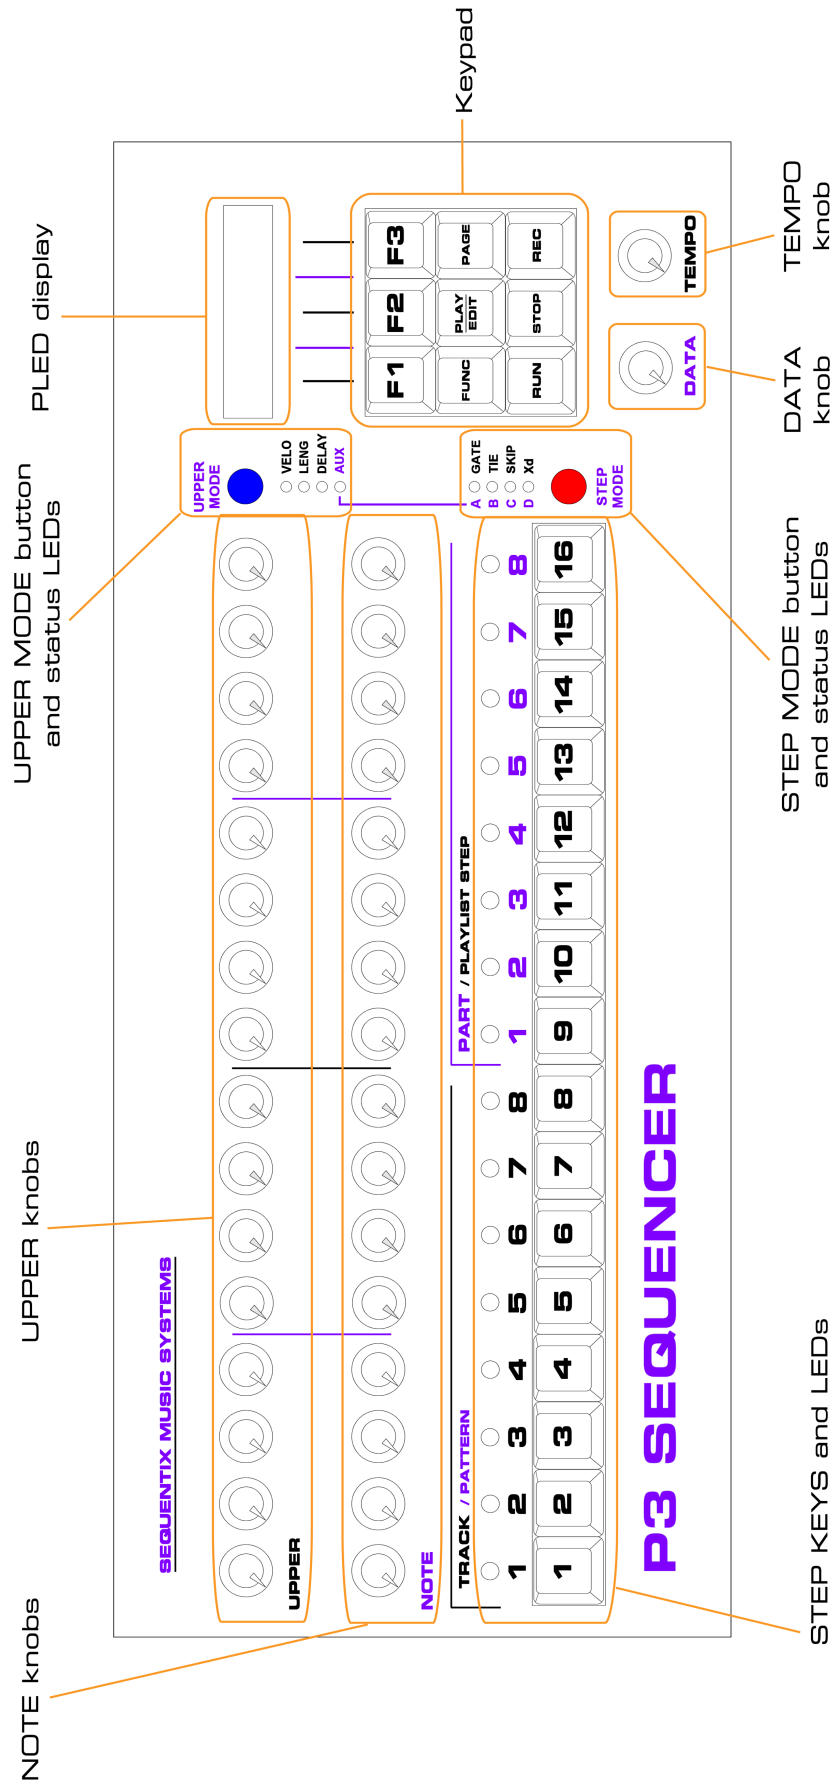 NOTE knobs
UPPER knobs
UPPER MODE button
and status LEDs
PLED display
Keypad
SEQUENTIX MUSIC SYSTEMS
UPPER
MODE
VELO
LENG
DELAY
AUX
UPPER
NOTE
F1 F2 F3
FUNC PLAY EDIT PAGE
RUN STOP REC
TRACK / PATTERN
PART / PLAYLIST STEP
A GATE
B TIE
C SKIP
D Xd
STEP
MODE
1 2 3 4 5 6 7 8 1 2 3 4 5 6 7 8
1 2 3 4 5 6 7 8 9 10 11 12 13 14 15 16
DATA
TEMPO
P3 SEQUENCER
STEP KEYS and LEDs
STEP MODE button
and status LEDs
DATA
knob
TEMPO
knob